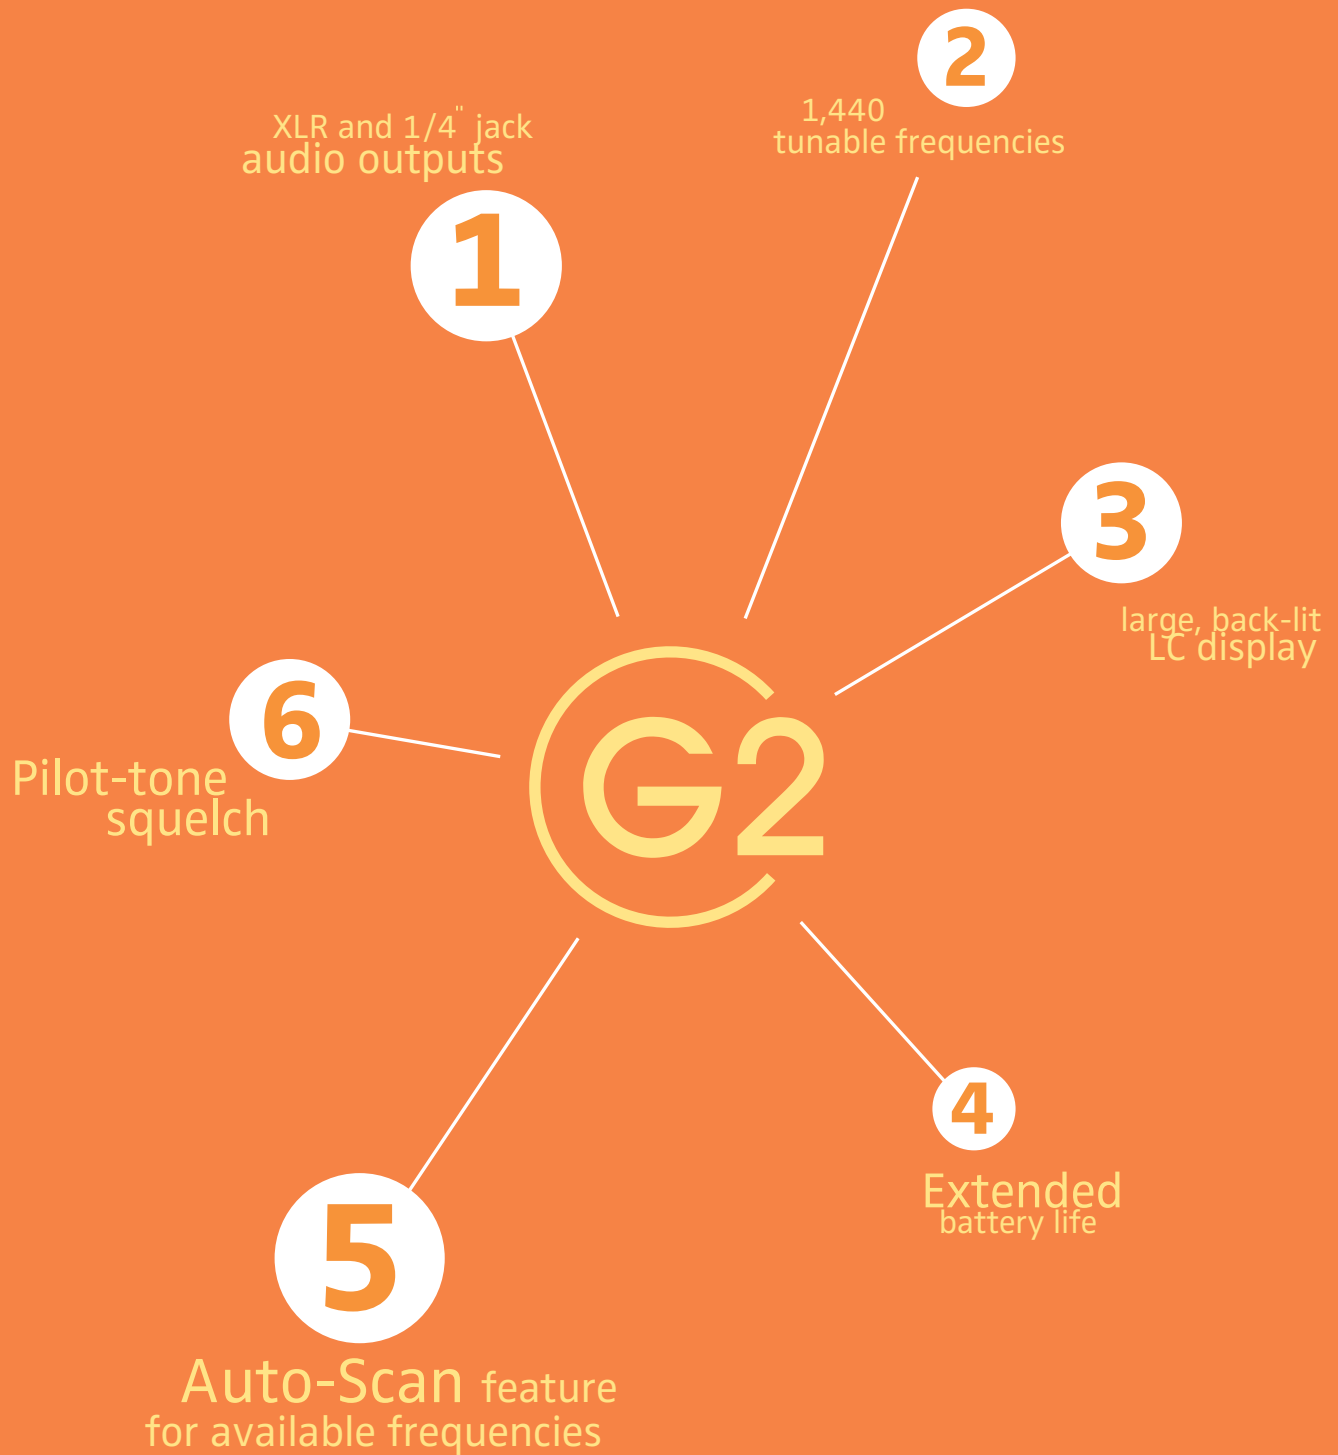 2
1,440
tunable frequencies
XLR and 1/4" jack
audio outputs
1
3
large, back-lit
LC display
6
Pilot-tone
squelch
G2
4
Extended
battery life
5
Auto-Scan feature
for available frequencies